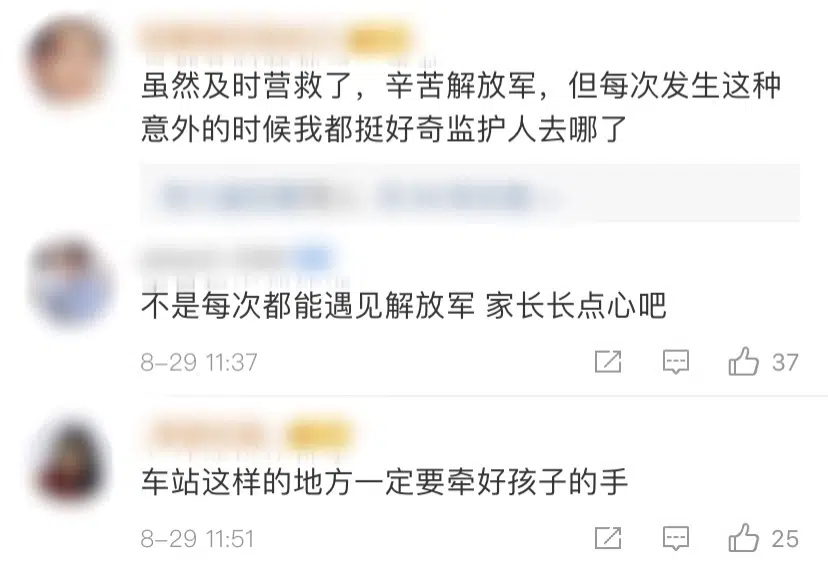 虽然及时营救了，辛苦解放军，但每次发生这种
意外的时候我都挺好奇监护人去哪了
不是每次都能遇见解放军 家长长点心吧
8-29 11:37
37
车站这样的地方一定要牵好孩子的手
8-29 11:51
25